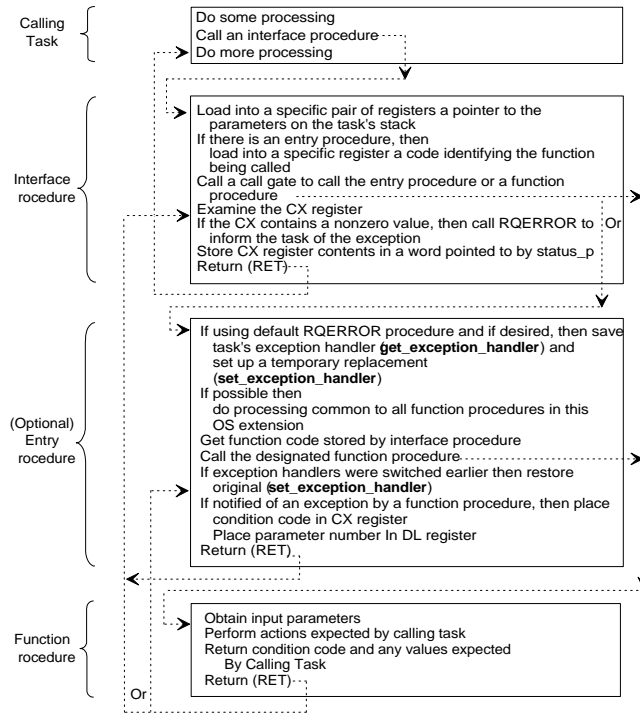 Calling
Task
Do some processing
Call an interface procedure
Do more processing
Interface
rocedure
Load into a specific pair of registers a pointer to the
parameters on the task's stack
If there is an entry procedure, then
load into a specific register a code identifying the function
being called
Call a call gate to call the entry procedure or a function
procedure
Examine the CX register
If the CX contains a nonzero value, then call RQERROR to
inform the task of the exception
Store CX register contents in a word pointed to by status_p
Return (RET)
Or
(Optional)
Entry
rocedure
If using default RQERROR procedure and if desired, then save
task's exception handler (get_exception_handler) and
set up a temporary replacement
(set_exception_handler)
If possible then
do processing common to all function procedures in this
OS extension
Get function code stored by interface procedure
Call the designated function procedure
If exception handlers were switched earlier then restore
original (set_exception_handler)
If notified of an exception by a function procedure, then place
condition code in CX register
Place parameter number In DL register
Return (RET)
Function
rocedure
Obtain input parameters
Perform actions expected by calling task
Return condition code and any values expected
By Calling Task
Return (RET)
Or